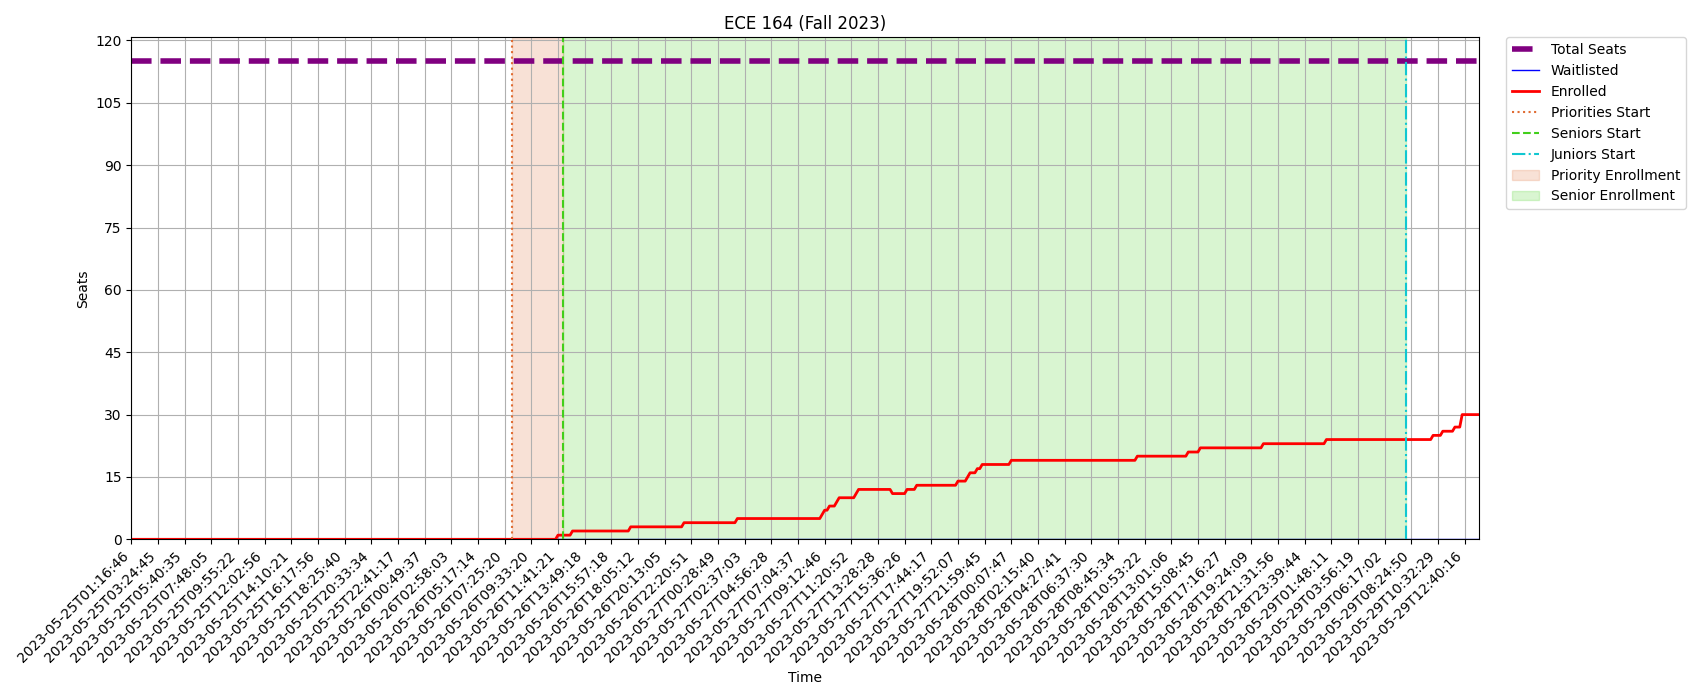 ECE 164 (Fall 2023)
120
105
90
75
60
45
30
15
0
Seats
2023-05-25T01:16:46
2023-05-25T03:24:45
2023-05-25T05:40:35
2023-05-25T07:48:05
2023-05-25T09:55:22
2023-05-25T12:02:56
2023-05-25T14:10:21
2023-05-25T16:17:56
2023-05-25T18:25:40
2023-05-25T20:33:34
2023-05-25T22:41:17
2023-05-26T00:49:37
2023-05-26T02:58:03
2023-05-26T05:17:14
2023-05-26T07:25:20
2023-05-26T09:33:20
2023-05-26T11:41:21
2023-05-26T13:49:18
2023-05-26T15:57:18
2023-05-26T18:05:12
2023-05-26T20:13:05
2023-05-26T22:20:51
2023-05-27T00:28:49
2023-05-27T02:37:03
2023-05-27T04:56:28
2023-05-27T07:04:37
2023-05-27T09:12:46
2023-05-27T11:20:52
2023-05-27T13:28:28
2023-05-27T15:36:26
2023-05-27T17:44:17
2023-05-27T19:52:07
2023-05-27T21:59:45
2023-05-28T00:07:47
2023-05-28T02:15:40
2023-05-28T04:27:41
2023-05-28T06:37:30
2023-05-28T08:45:34
2023-05-28T10:53:22
2023-05-28T13:01:06
2023-05-28T15:08:45
2023-05-28T17:16:27
2023-05-28T19:24:09
2023-05-28T21:31:56
2023-05-28T23:39:44
2023-05-29T01:48:11
2023-05-29T03:56:19
2023-05-29T06:17:02
2023-05-29T08:24:50
2023-05-29T10:32:29
2023-05-29T12:40:16
Time
Total Seats
Waitlisted
Enrolled
Priorities Start
Seniors Start
Juniors Start
Priority Enrollment
Senior Enrollment